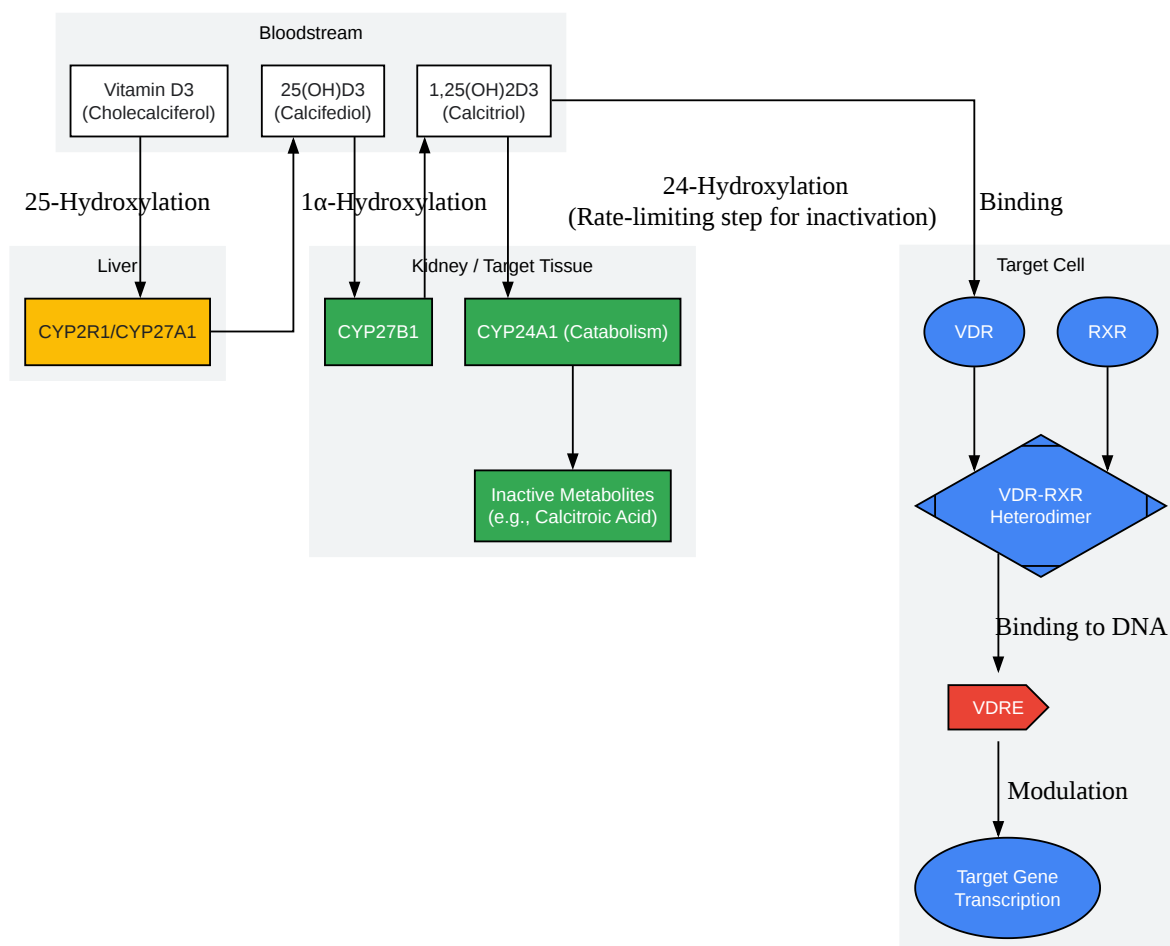 Bloodstream
Vitamin D3
(Cholecalciferol)
25(OH)D3
(Calcifediol)
1,25(OH)2D3
(Calcitriol)
25-Hydroxylation
1α-Hydroxylation
24-Hydroxylation
(Rate-limiting step for inactivation)
Binding
Liver
CYP2R1/CYP27A1
Kidney / Target Tissue
CYP27B1
CYP24A1 (Catabolism)
Inactive Metabolites
(e.g., Calcitroic Acid)
Target Cell
VDR
RXR
VDR-RXR
Heterodimer
Binding to DNA
VDRE
Modulation
Target Gene
Transcription